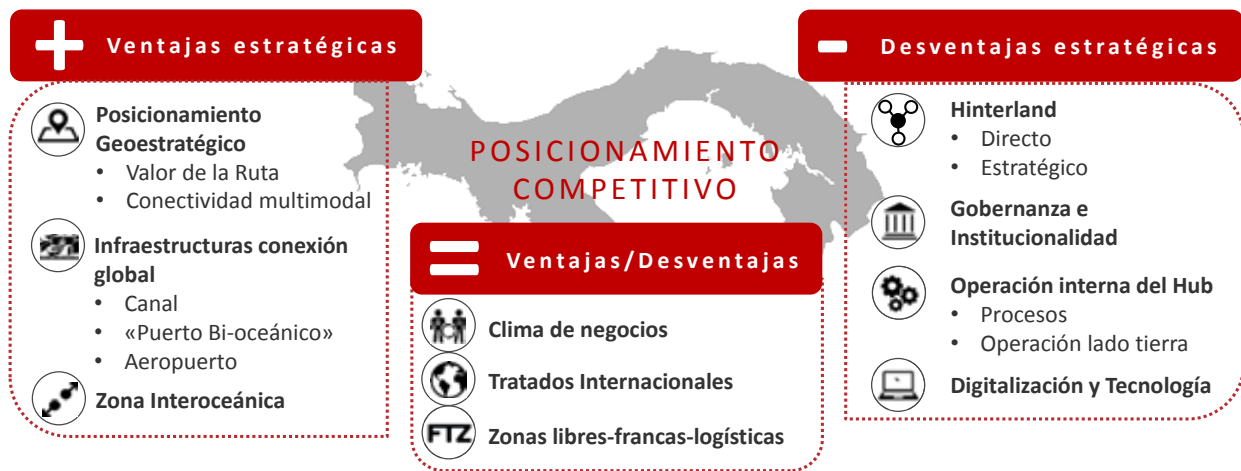 Ventajas estratégicas
Posicionamiento
Geoestratégico
• Valor de la Ruta
• Conectividad multimodal
Infraestructuras conexión
global
• Canal
• «Puerto Bi-oceánico»
• Aeropuerto
Zona Interoceánica
POSICIONAMIENTO
COMPETITIVO
Ventajas/Desventajas
Clima de negocios
Tratados Internacionales
FTZ Zonas libres-francas-logísticas
Desventajas estratégicas
Hinterland
• Directo
• Estratégico
Gobernanza e
Institucionalidad
Operación interna del Hub
• Procesos
• Operación lado tierra
Digitalización y Tecnología